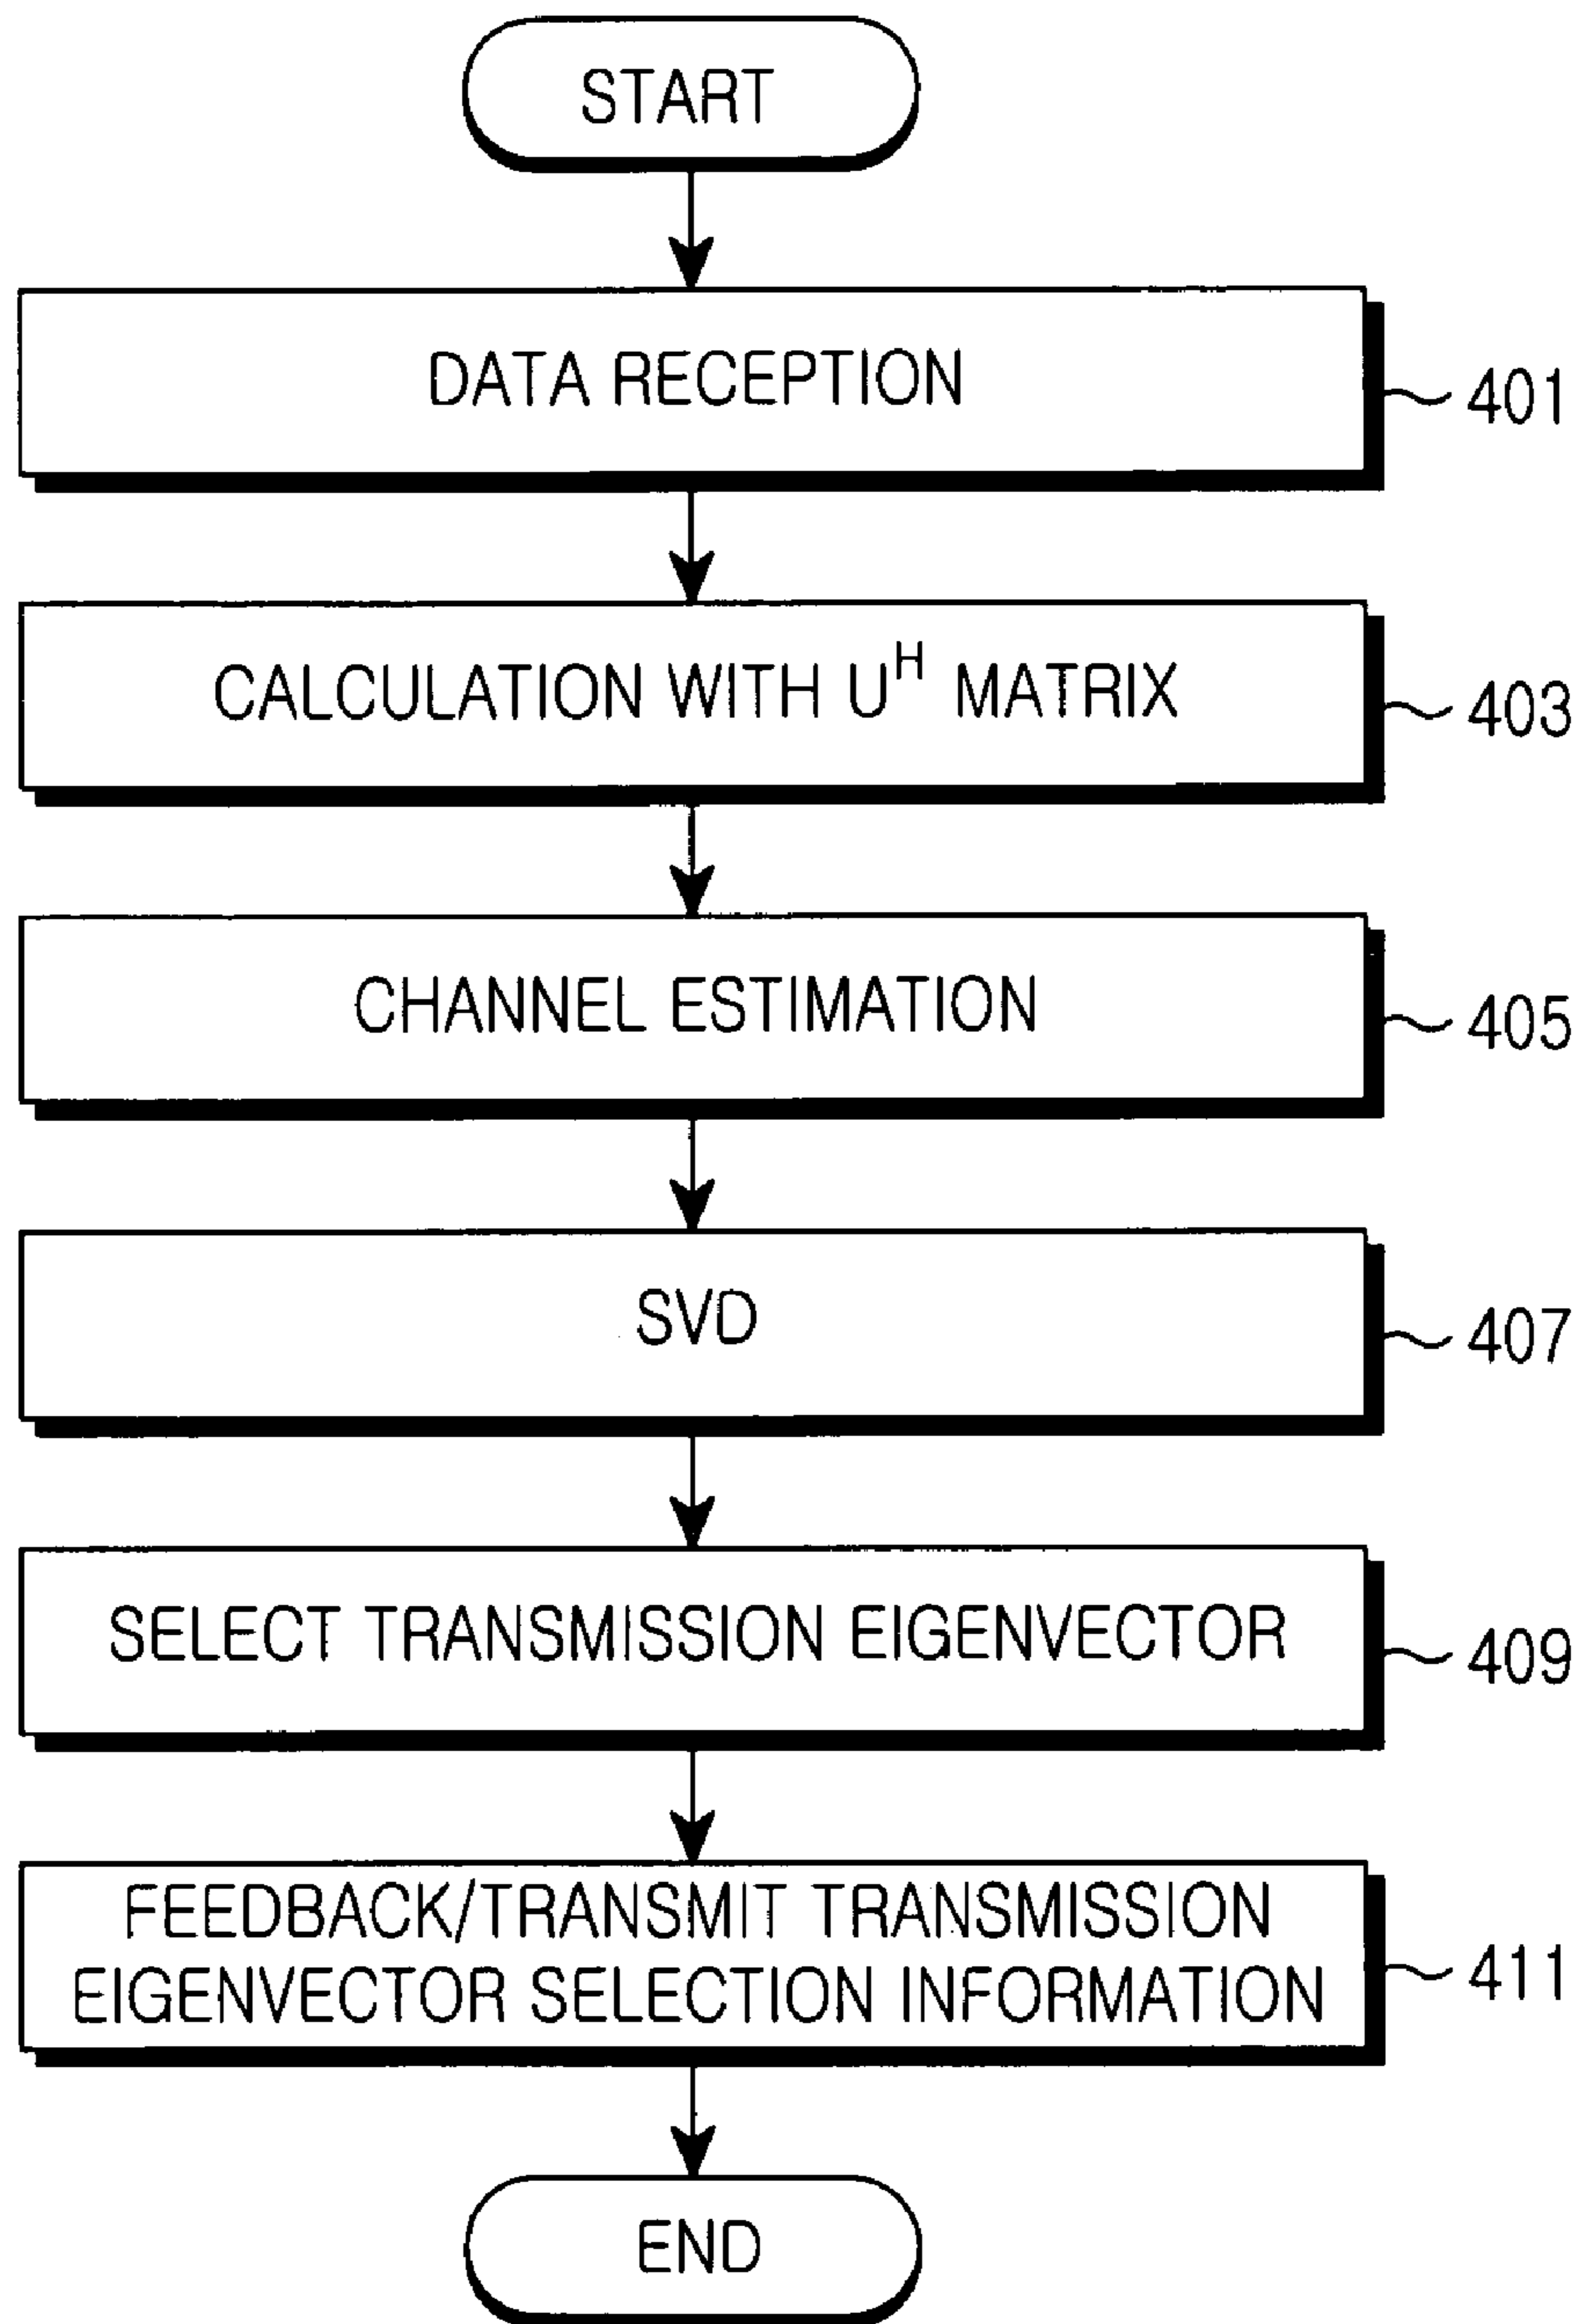 START
DATA RECEPTION
401
CALCULATION WITH U^H MATRIX
403
CHANNEL ESTIMATION
405
SVD
407
SELECT TRANSMISSION EIGENVECTOR
409
FEEDBACK/TRANSMIT TRANSMISSION
EIGENVECTOR SELECTION INFORMATION
411
END